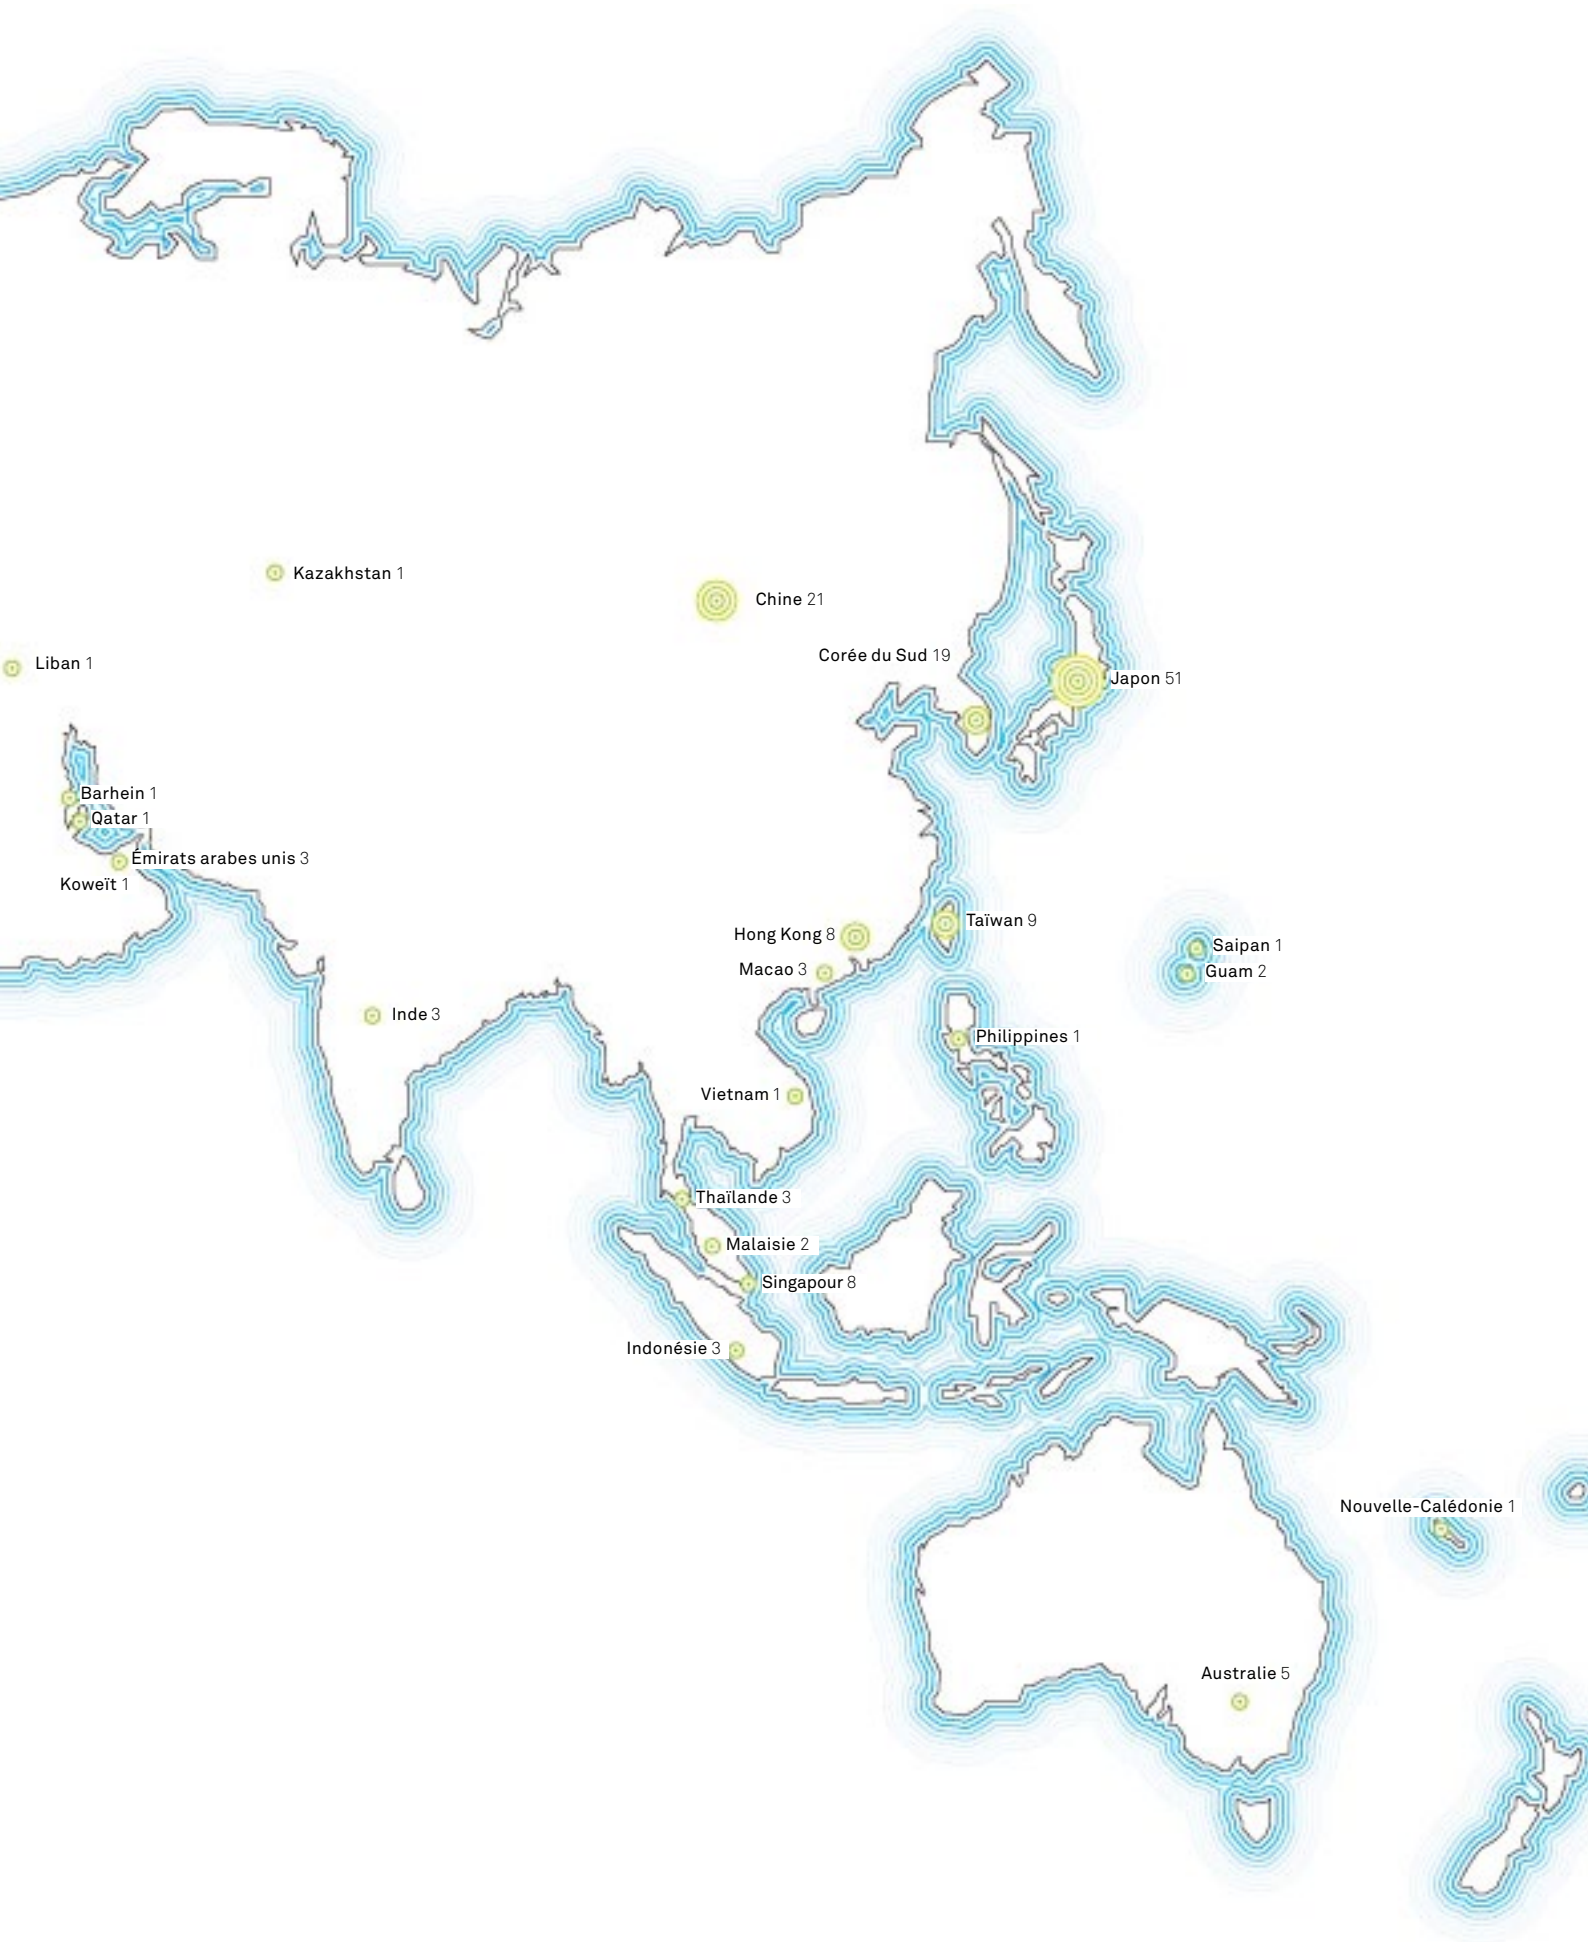 Kazakhstan 1
Chine 21
Corée du Sud 19
Liban 1
Japon 51
Barhein 1
Qatar 1
Émirats arabes unis 3
Koweït 1
Taïwan 9
Hong Kong 8
Saipan 1
Macao 3
Guam 2
Inde 3
Philippines 1
Vietnam 1
Thaïlande 3
Malaisie 2
Singapour 8
Indonésie 3
Nouvelle-Calédonie 1
Australie 5